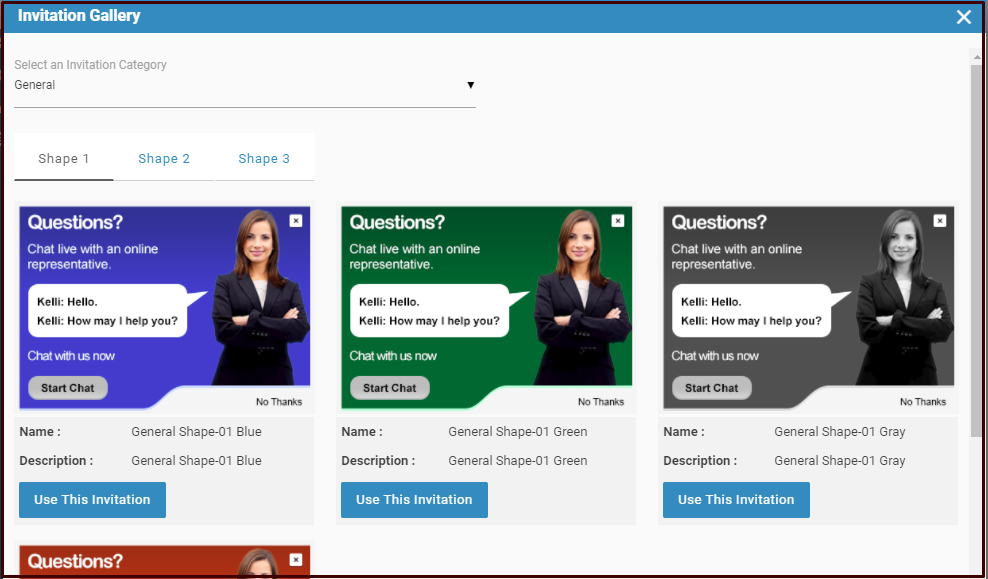 Invitation Gallery
Select an Invitation Category
General
Shape 1 Shape 2 Shape 3
Questions?
Chat live with an online
representative.
Kelli: Hello.
Kelli: How may I help you?
Chat with us now
Start Chat
No Thanks
Name : General Shape-01 Blue
Description : General Shape-01 Blue
Use This Invitation
Questions?
Chat live with an online
representative.
Kelli: Hello.
Kelli: How may I help you?
Chat with us now
Start Chat
No Thanks
Name : General Shape-01 Green
Description : General Shape-01 Green
Use This Invitation
Questions?
Chat live with an online
representative.
Kelli: Hello.
Kelli: How may I help you?
Chat with us now
Start Chat
No Thanks
Name : General Shape-01 Gray
Description : General Shape-01 Gray
Use This Invitation
Questions?